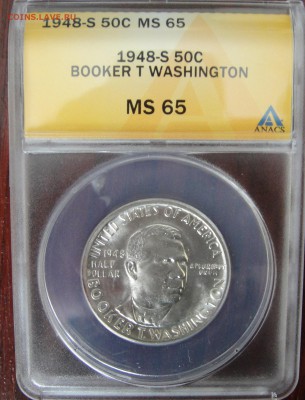 coins.лаve.ru
1948-S 50C MS 65
1948-S 50C
BOOKER T WASHINGTON
MS 65
ANACS
UNITED STATES OF AMERICA
1948
HALF
DOLLAR
BOOKER T. WASHINGTON